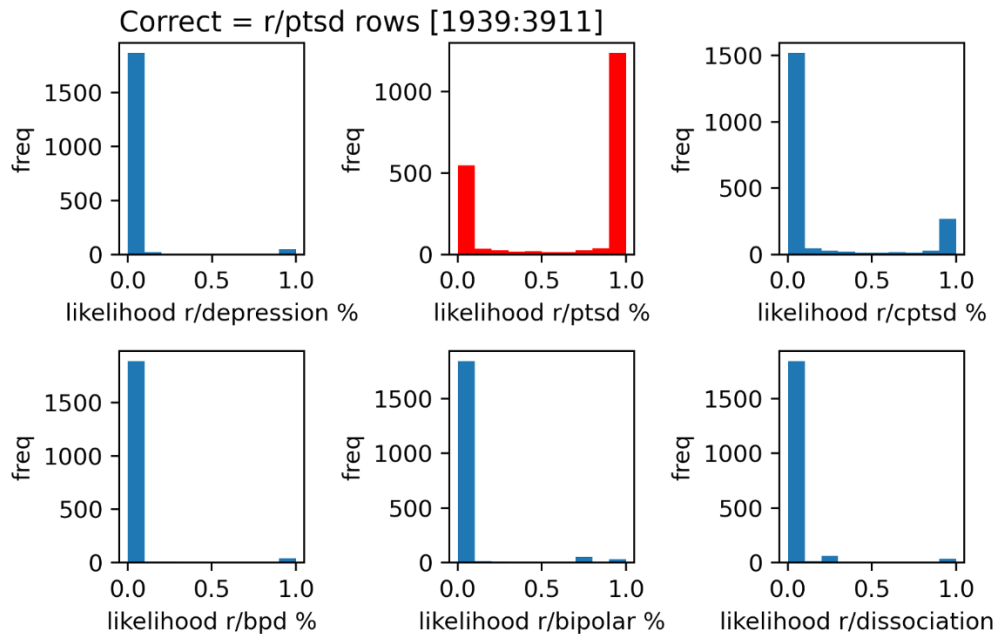 Correct = r/ptsd rows [1939:3911]
freq
1500
1000
500
0
0.0 0.5 1.0
likelihood r/depression %
freq
1000
500
0
0.0 0.5 1.0
likelihood r/ptsd %
freq
1500
1000
500
0
0.0 0.5 1.0
likelihood r/cptsd %
freq
1500
1000
500
0
0.0 0.5 1.0
likelihood r/bpd %
freq
1500
1000
500
0
0.0 0.5 1.0
likelihood r/bipolar %
freq
1500
1000
500
0
0.0 0.5 1.0
likelihood r/dissociation